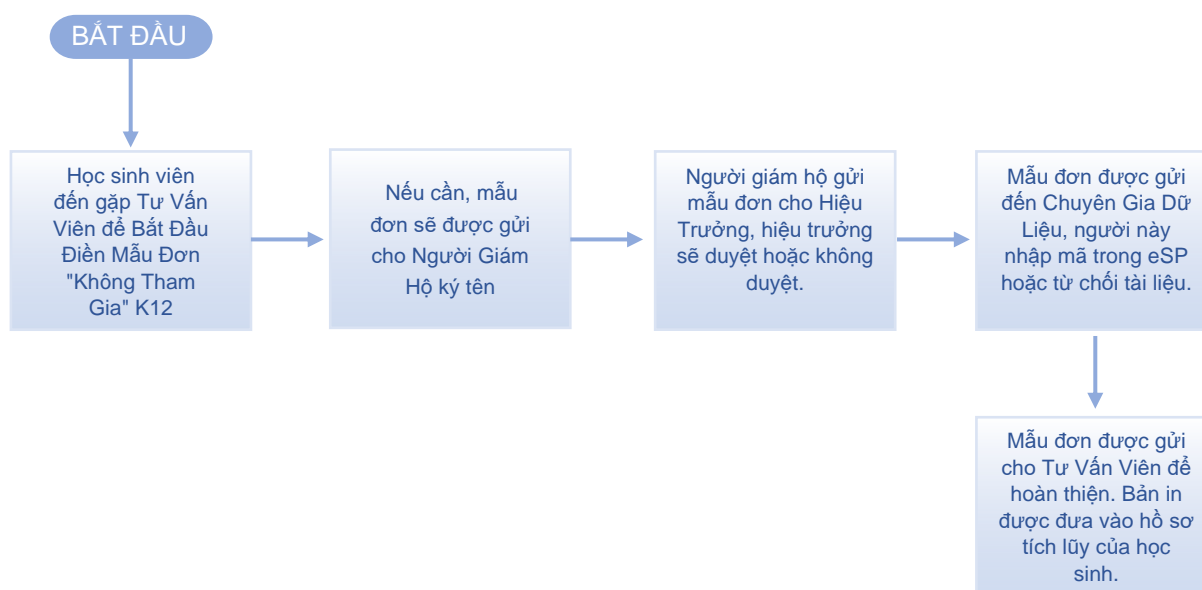 BẮT ĐẦU
Học sinh viên
đến gặp Tư Vấn
Viên để Bắt Đầu
Điền Mẫu Đơn
"Không Tham
Gia" K12
Nếu cần, mẫu
đơn sẽ được gửi
cho Người Giám
Hộ ký tên
Người giám hộ gửi
mẫu đơn cho Hiệu
Trưởng, hiệu trưởng
sẽ duyệt hoặc không
duyệt.
Mẫu đơn được gửi
đến Chuyên Gia Dữ
Liệu, người này
nhập mã trong eSP
hoặc từ chối tài liệu.
Mẫu đơn được gửi
cho Tư Vấn Viên để
hoàn thiện. Bản in
được đưa vào hồ sơ
tích lũy của học
sinh.